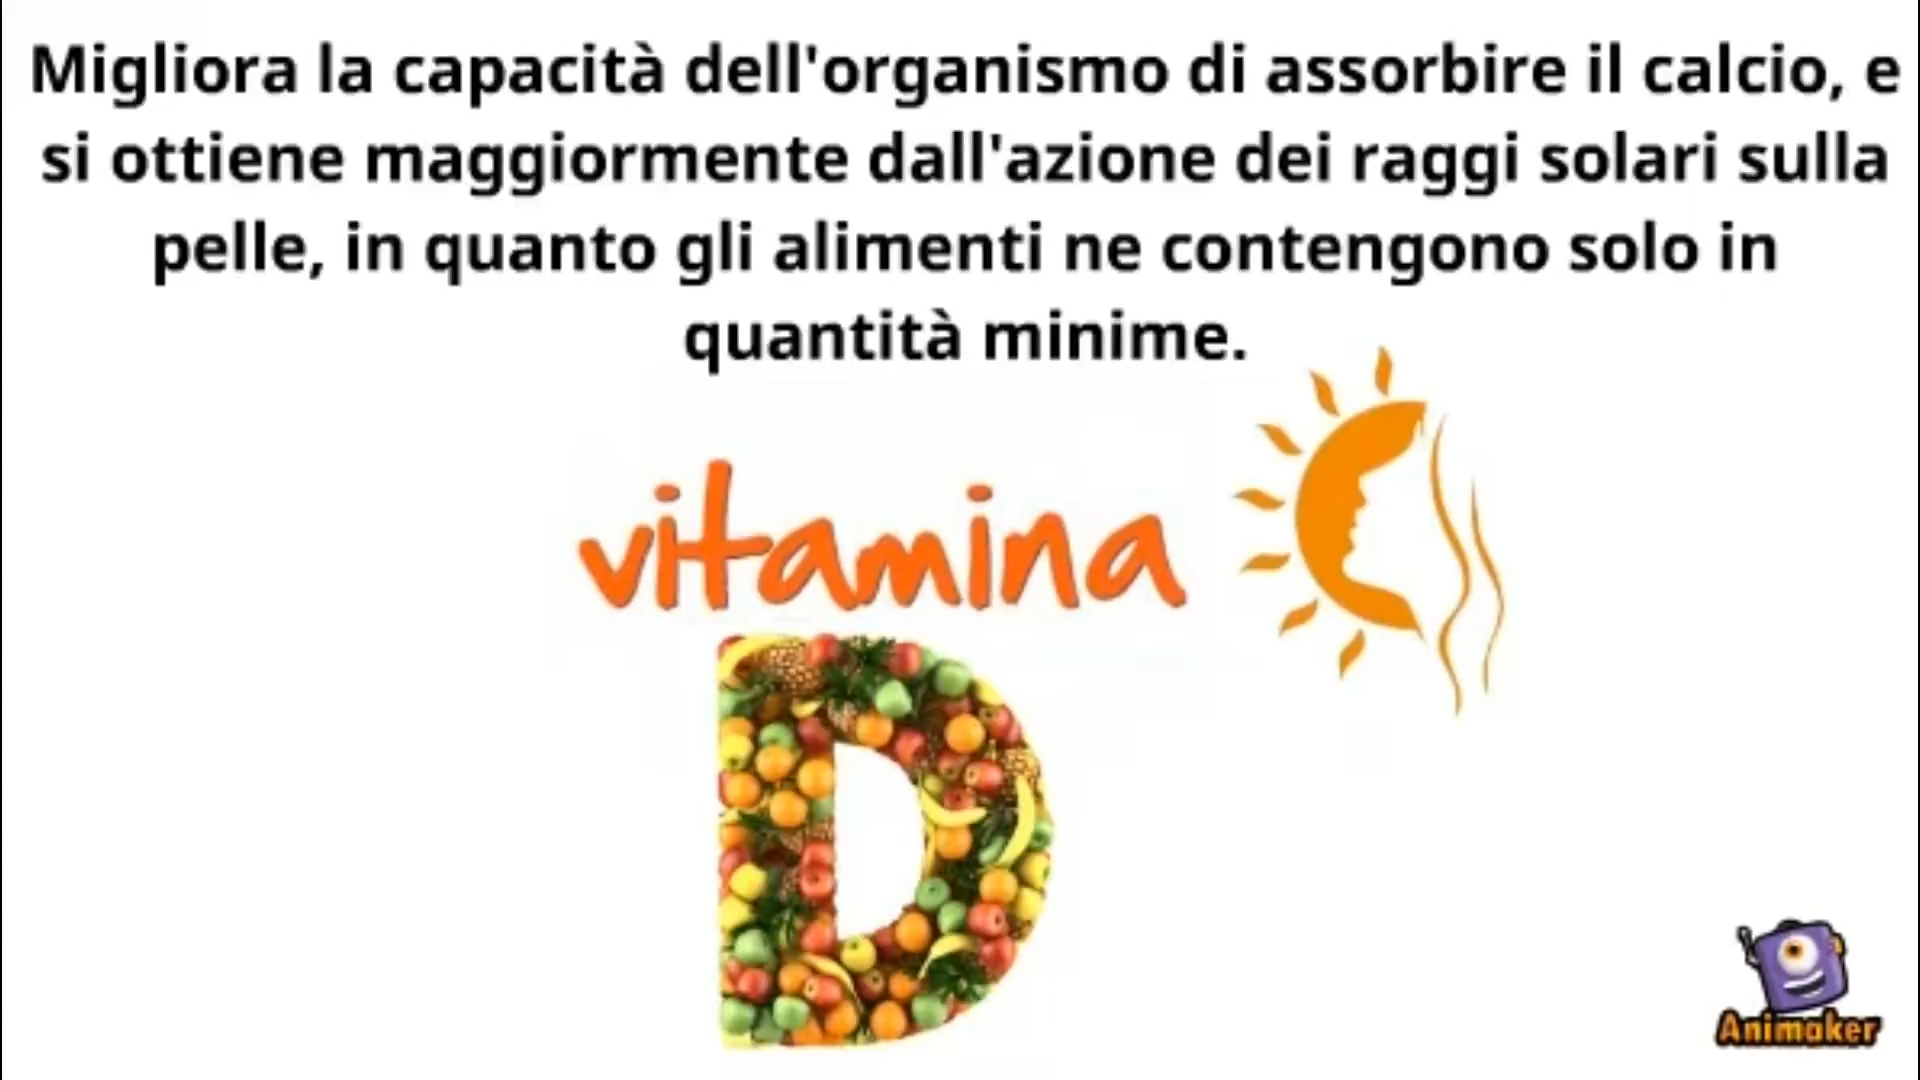 Migliora la capacità dell'organismo di assorbire il calcio, e
si ottiene maggiormente dall'azione dei raggi solari sulla
pelle, in quanto gli alimenti ne contengono solo in
quantità minime.
vitamina
D
Animaker